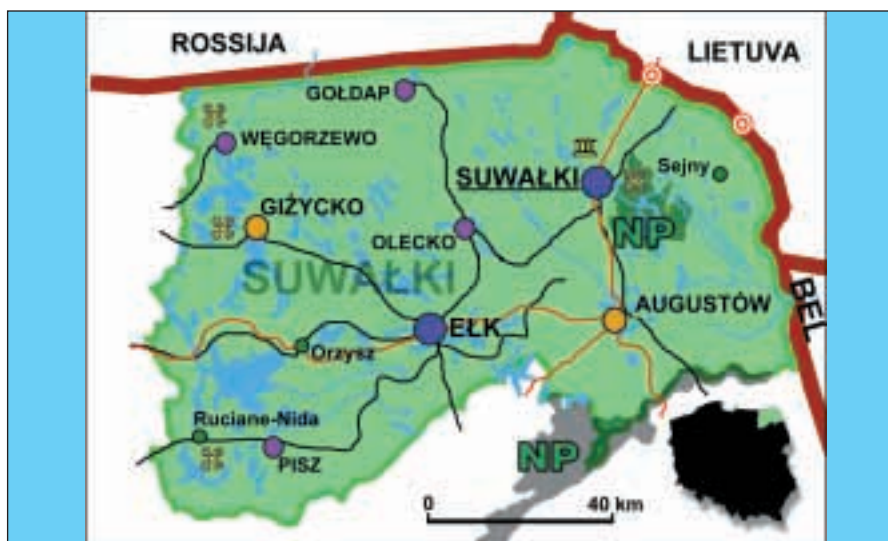 ROSSIJA
LIETUVA
GOŁDAP
WĘGORZEWO
SUWAŁKI
Sejny
GIŻYCKO
OLECKO
NP
SUWAŁKI
AUGUSTÓW
BEL
EŁK
Orzysz
Ruciane-Nida
PISZ
NP
0 40 km